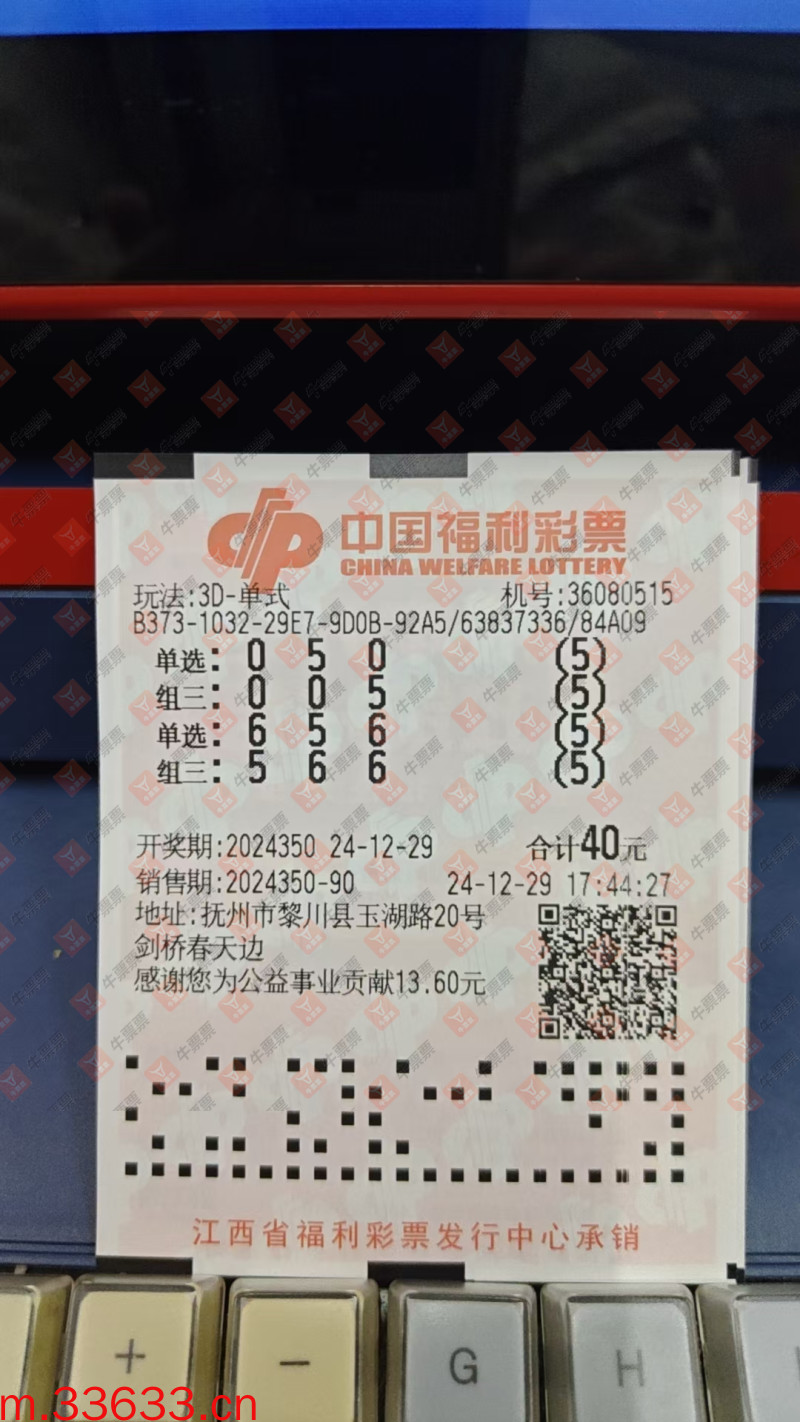 中国福利彩票
CHINA WELFARE LOTTERY
玩法:3D-单式 机号:36080515
B373-1032-29E7-9D0B-92A5/63837336/84A09
单选: 0 5 0 (5)
组三: 0 0 5 (5)
单选: 6 5 6 (5)
组三: 5 6 6 (5)
开奖期:2024350 24-12-29 合计40元
销售期:2024350-90 24-12-29 17:44:27
地址:抚州市黎川县玉湖路20号
剑桥春天边
感谢您为公益事业贡献13.60元
江西省福利彩票发行中心承销
+ - G H
m.33633.cn
牛票票